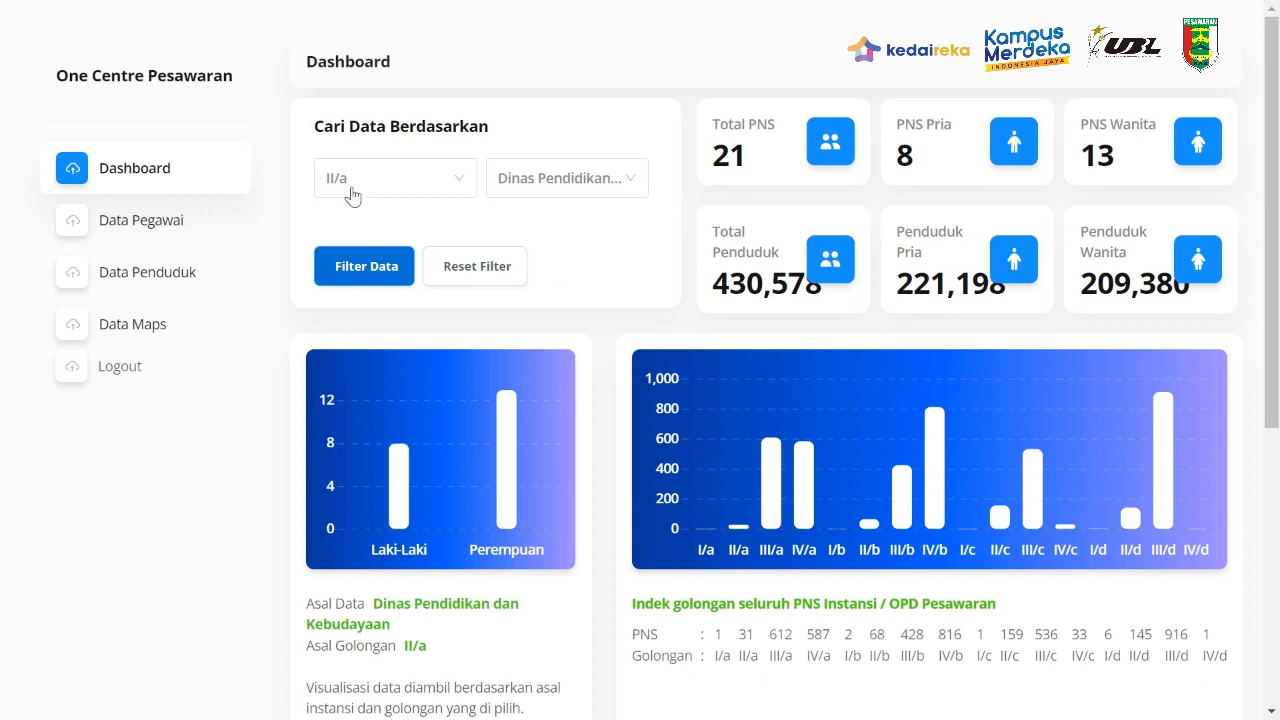 One Centre Pesawaran
Dashboard
Data Pegawai
Data Penduduk
Data Maps
Logout
Dashboard
kedaireka
Kampus
Merdeka
INDONESIA JAYA
UBL
PESAWARAN
Cari Data Berdasarkan
II/a
Dinas Pendidikan...
Filter Data
Reset Filter
Total PNS
21
PNS Pria
8
PNS Wanita
13
Total
Penduduk
430,578
Penduduk
Pria
221,198
Penduduk
Wanita
209,380
12
8
4
0
Laki-Laki Perempuan
Asal Data Dinas Pendidikan dan
Kebudayaan
Asal Golongan II/a
Visualisasi data diambil berdasarkan asal
instansi dan golongan yang di pilih.
1,000
800
600
400
200
0
I/a II/a III/a IV/a I/b II/b III/b IV/b I/c II/c III/c IV/c I/d II/d III/d IV/d
Indek golongan seluruh PNS Instansi / OPD Pesawaran
PNS : 1 31 612 587 2 68 428 816 1 159 536 33 6 145 916 1
Golongan : I/a II/a III/a IV/a I/b II/b III/b IV/b I/c II/c III/c IV/c I/d II/d III/d IV/d